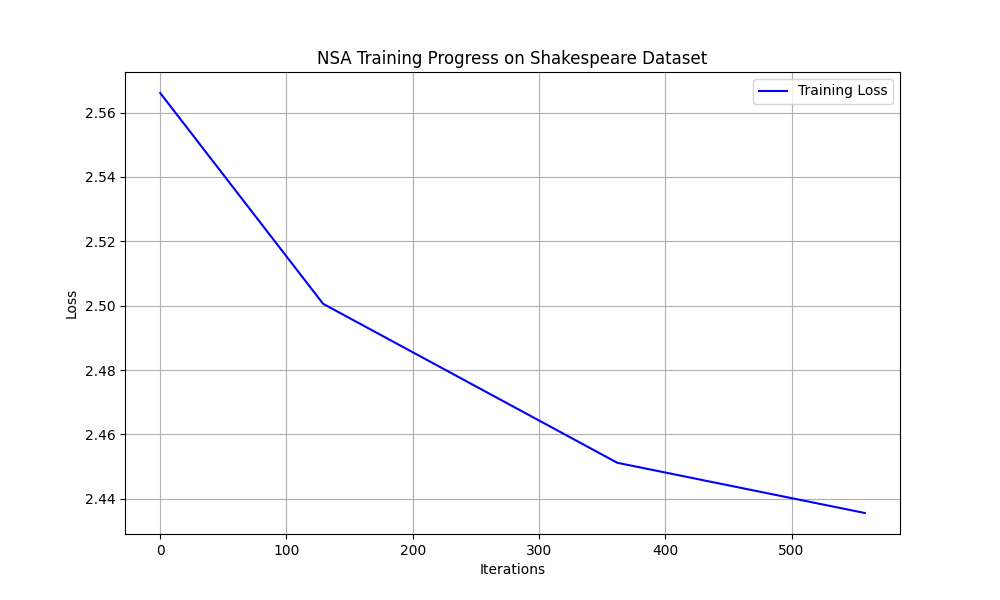 NSA Training Progress on Shakespeare Dataset
Training Loss
2.56
2.54
2.52
2.50
2.48
2.46
2.44
Loss
0 100 200 300 400 500
Iterations